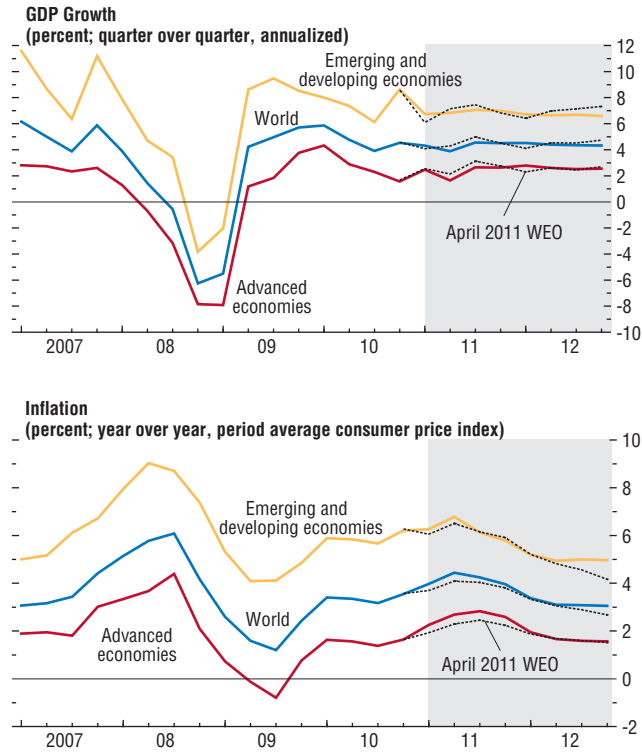 GDP Growth
(percent; quarter over quarter, annualized)
12
10
8
6
4
2
0
-2
-4
-6
-8
-10
Emerging and
developing economies
World
April 2011 WEO
Advanced
economies
2007 08 09 10 11 12
Inflation
(percent; year over year, period average consumer price index)
10
8
6
4
2
0
-2
Emerging and
developing economies
World
Advanced
economies
April 2011 WEO
2007 08 09 10 11 12